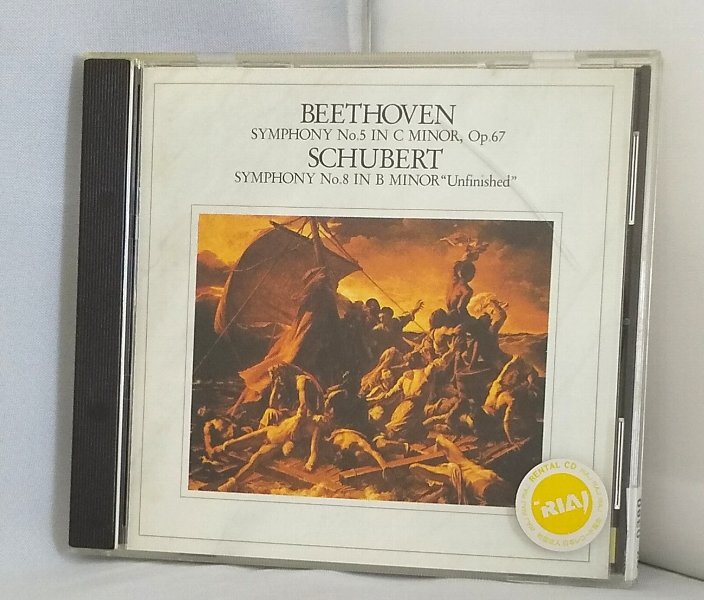 BEETHOVEN
SYMPHONY No.5 IN C MINOR, Op.67
SCHUBERT
SYMPHONY No.8 IN B MINOR “Unfinished”
RENTAL CD
RIAJ